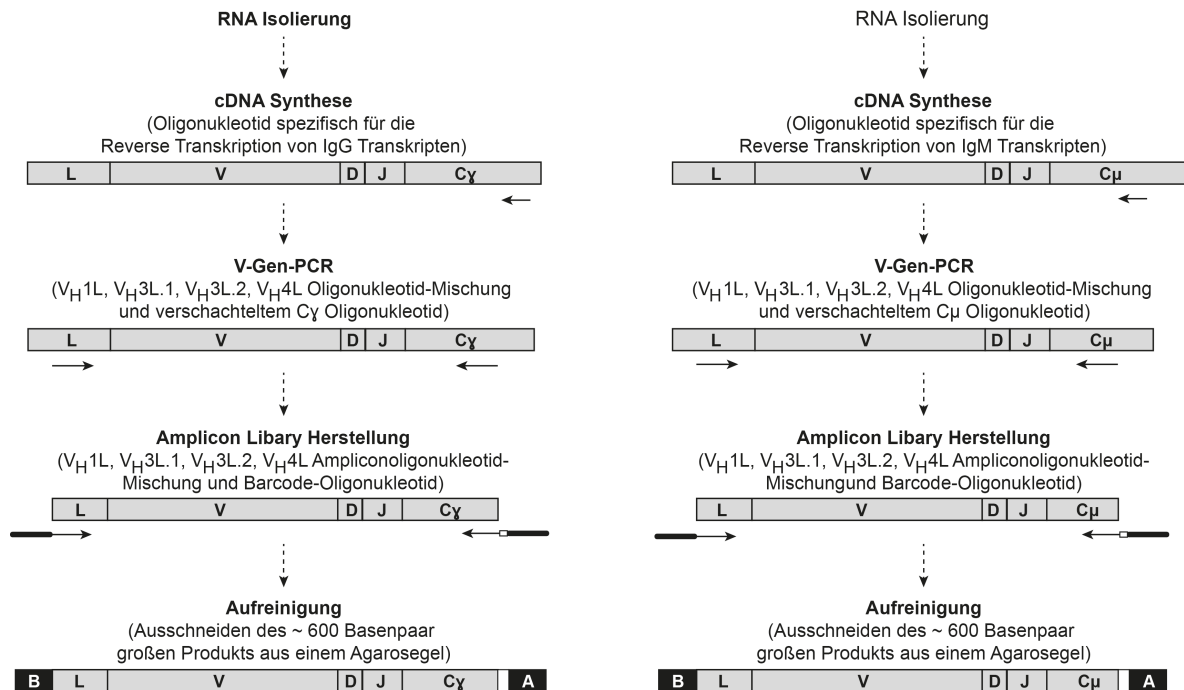 RNA Isolierung
cDNA Synthese
(Oligonukleotid spezifisch für die
Reverse Transkription von IgG Transkripten)
L V D J Cɣ
V-Gen-PCR
(VH1L, VH3L.1, VH3L.2, VH4L Oligonukleotid-Mischung
und verschachteltem Cɣ Oligonukleotid)
L V D J Cɣ
Amplicon Libary Herstellung
(VH1L, VH3L.1, VH3L.2, VH4L Ampliconoligonukleotid-
Mischung und Barcode-Oligonukleotid)
L V D J Cɣ
Aufreinigung
(Ausschneiden des ~ 600 Basenpaar
großen Produkts aus einem Agarosegel)
B L V D J Cɣ A
RNA Isolierung
cDNA Synthese
(Oligonukleotid spezifisch für die
Reverse Transkription von IgM Transkripten)
L V D J Cµ
V-Gen-PCR
(VH1L, VH3L.1, VH3L.2, VH4L Oligonukleotid-Mischung
und verschachteltem Cµ Oligonukleotid)
L V D J Cµ
Amplicon Libary Herstellung
(VH1L, VH3L.1, VH3L.2, VH4L Ampliconoligonukleotid-
Mischungund Barcode-Oligonukleotid)
L V D J Cµ
Aufreinigung
(Ausschneiden des ~ 600 Basenpaar
großen Produkts aus einem Agarosegel)
B L V D J Cµ A